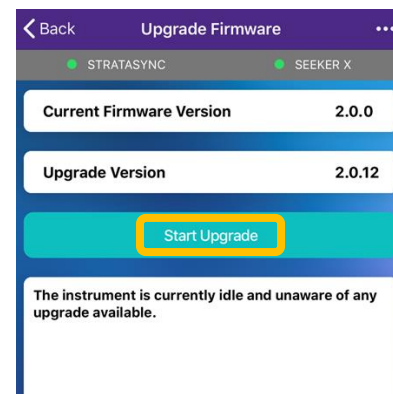 Back Upgrade Firmware
STRATASYNC SEEKER X
Current Firmware Version 2.0.0
Upgrade Version 2.0.12
Start Upgrade
The instrument is currently idle and unaware of any
upgrade available.